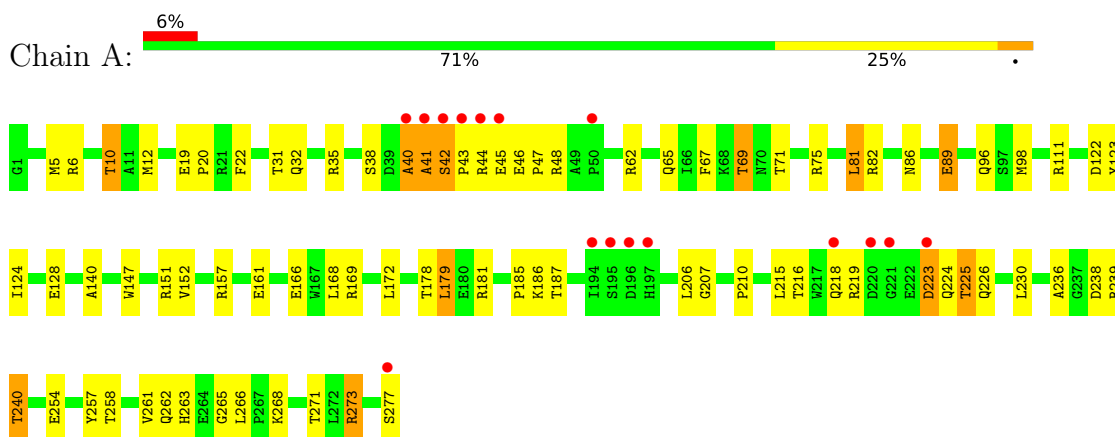 6%
Chain A:
71% 25% •
G1 M5 R6 T10 A11 M12 E19 P20 R21 F22 T31 Q32 R35 S38 D39 A40 A41 S42 P43 R44 E45 E46 P47 R48 A49 P50 R62 Q65 I66 F67 K68 T69 N70 T71 R75 L81 R82 N86 E89 Q96 S97 M98 R111 D122 Y123
I124 E128 A140 W147 R151 V152 R157 E161 E166 W167 L168 R169 L172 T178 L179 E180 R181 P185 K186 T187 I194 S195 D196 H197 L206 G207 P210 L215 T216 W217 Q218 R219 D220 G221 E222 D223 Q224 T225 Q226 L230 A236 G237 D238 R239
T240 E254 Y257 T258 V261 Q262 H263 E264 G265 L266 P267 K268 T271 L272 R273 S277